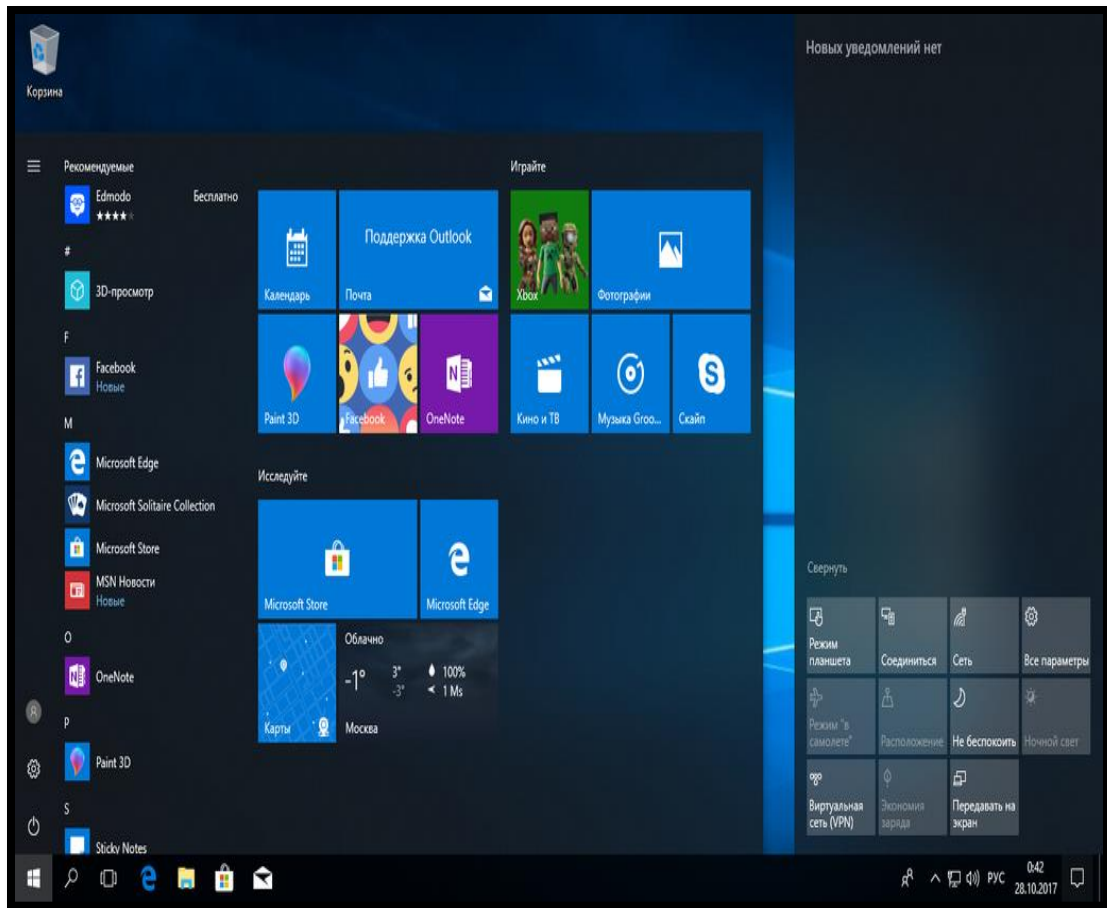 Корзина
Рекомендуемые
Edmodo
Бесплатно
#
3D-просмотр
F
Facebook
Новые
M
Microsoft Edge
Microsoft Solitaire Collection
Microsoft Store
MSN Новости
Новые
O
OneNote
P
Paint 3D
S
Sticky Notes
Календарь
Поддержка Outlook
Почта
Paint 3D
Facebook
OneNote
Играйте
Xbox
Фотографии
Кино и ТВ
Музыка Groo...
Скайп
Исследуйте
Microsoft Store
Microsoft Edge
Карты
Облачно
-1°
3°
-3°
100%
1 Ms
Москва
Новых уведомлений нет
Свернуть
Режим
планшета
Соединиться
Сеть
Все параметры
Режим "в
самолете"
Расположение
Не беспокоить
Ночной свет
Виртуальная
сеть (VPN)
Экономия
заряда
Передавать на
экран
РУС
0:42
28.10.2017